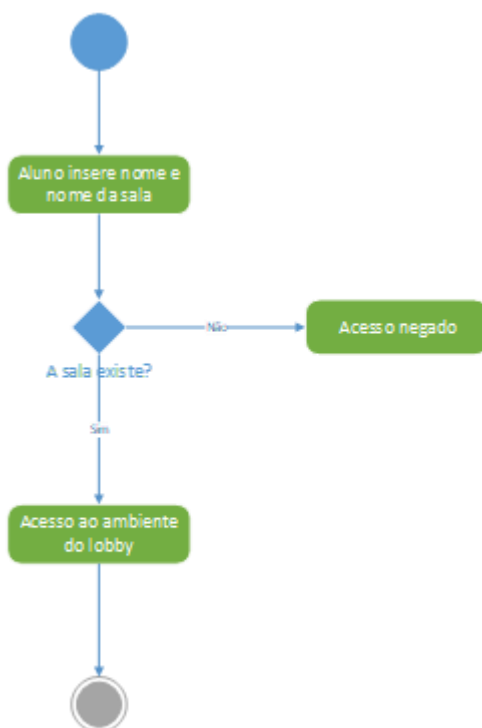 Aluno insere nome e
nome da sala
Não
Acesso negado
A sala existe?
Sim
Acesso ao ambiente
do lobby